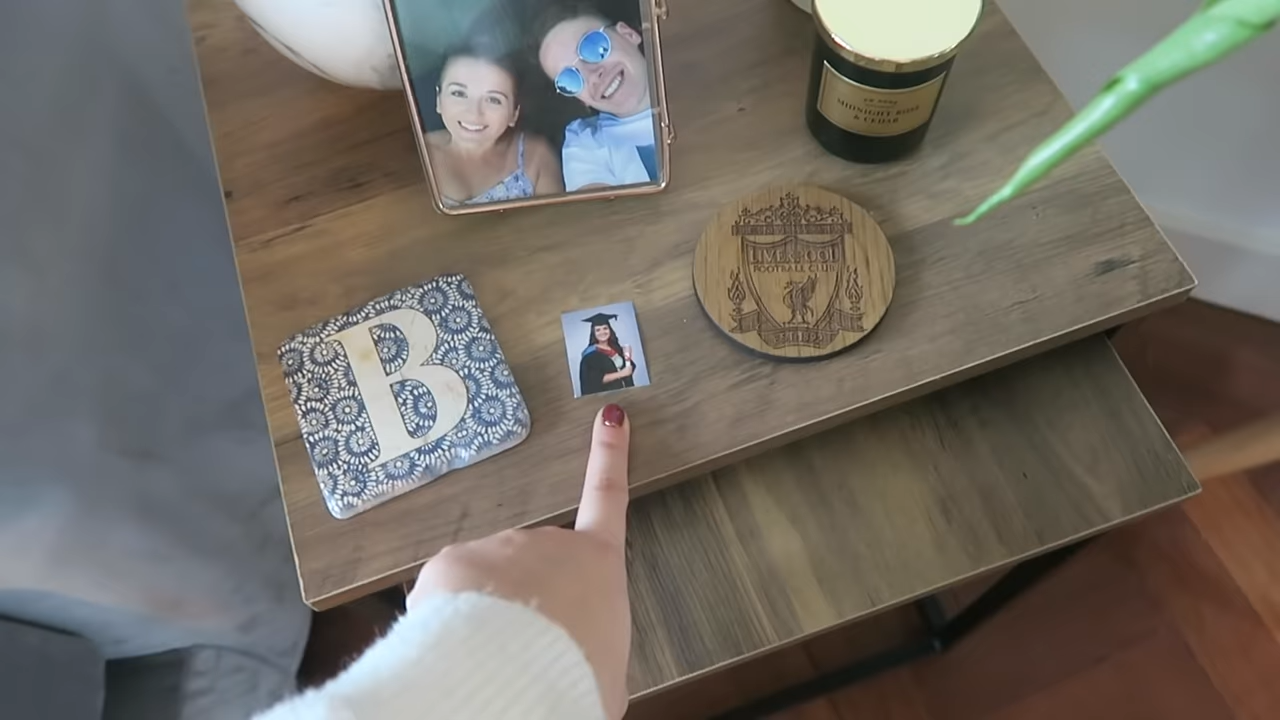 MIDNIGHT ROSE
& CEDAR
LIVERPOOL
FOOTBALL CLUB
B